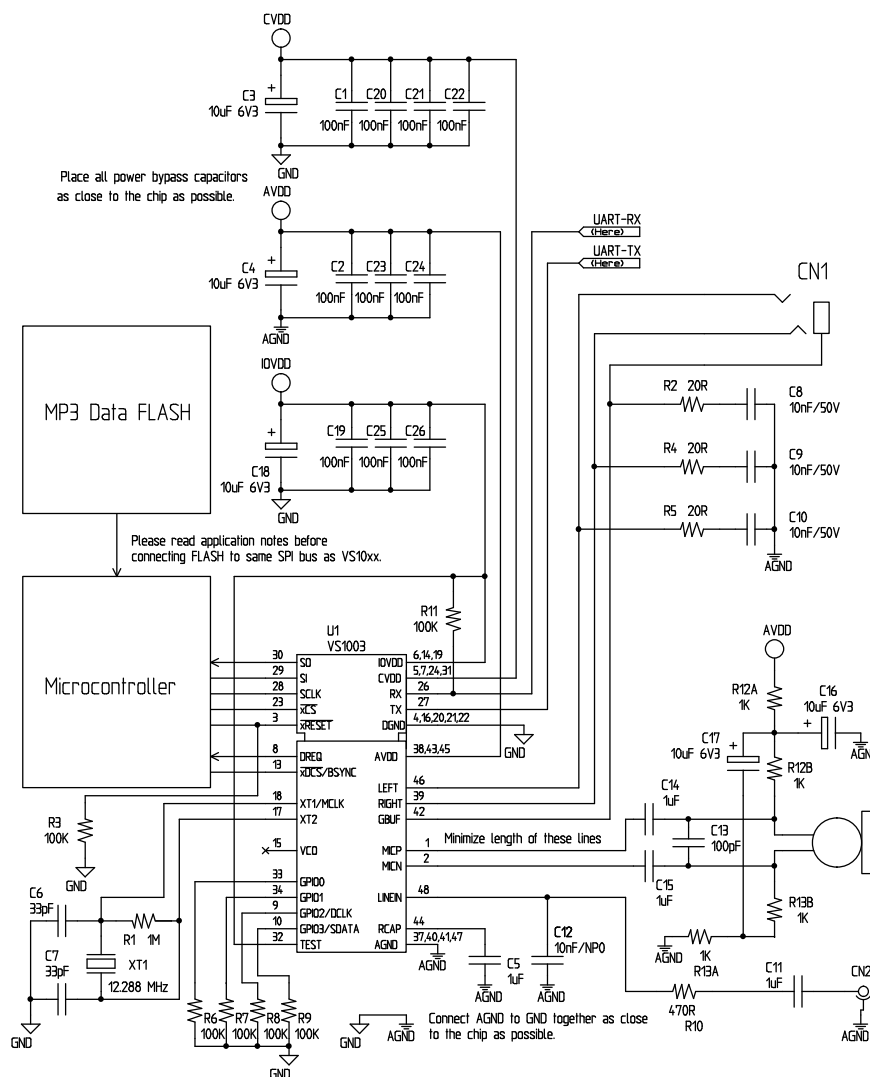 CVDD
C3
+
10uF 6V3
C1
C20
C21
C22
100nF
100nF
100nF
100nF
GND
Place all power bypass capacitors
as close to the chip as possible.
AVDD
C4
+
10uF 6V3
C2
C23
C24
100nF
100nF
100nF
AGND
UART-RX
(Here)
UART-TX
(Here)
CN1
IOVDD
+
C18
10uF 6V3
C19
C25
C26
100nF
100nF
100nF
GND
MP3 Data FLASH
R2 20R
C8
10nF/50V
R4 20R
C9
10nF/50V
R5 20R
C10
10nF/50V
AGND
Please read application notes before
connecting FLASH to same SPI bus as VS10xx.
Microcontroller
R11
100K
U1
VS1003
30 SO
29 SI
28 SCLK
23 xCS
3 xRESET
8 DREQ
13 xDCS/BSYNC
18 XT1/MCLK
17 XT2
15 VCO
33 GPIO0
34 GPIO1
9 GPIO2/DCLK
10 GPIO3/SDATA
32 TEST
IOVDD 6,14,19
CVDD 5,7,24,31
RX 26
TX 27
DGND 4,16,20,21,22
GND
AVDD 38,43,45
LEFT 46
RIGHT 39
GBUF 42
MICP 1
MICN 2
LINEIN 48
RCAP 44
AGND 37,40,41,47
AGND
Minimize length of these lines
AVDD
R12A
1K
C16
10uF 6V3
+
AGND
C17
10uF 6V3
+
R12B
1K
C14
1uF
C13
100pF
C15
1uF
R13B
1K
AGND
1K
R13A
R3
100K
GND
C6
33pF
R1 1M
C7
33pF
XT1
12.288 MHz
GND
R6
100K
R7
100K
R8
100K
R9
100K
GND
C5
1uF
AGND
C12
10nF/NP0
AGND
470R
R10
C11
1uF
CN2
AGND
GND
AGND
Connect AGND to GND together as close
to the chip as possible.